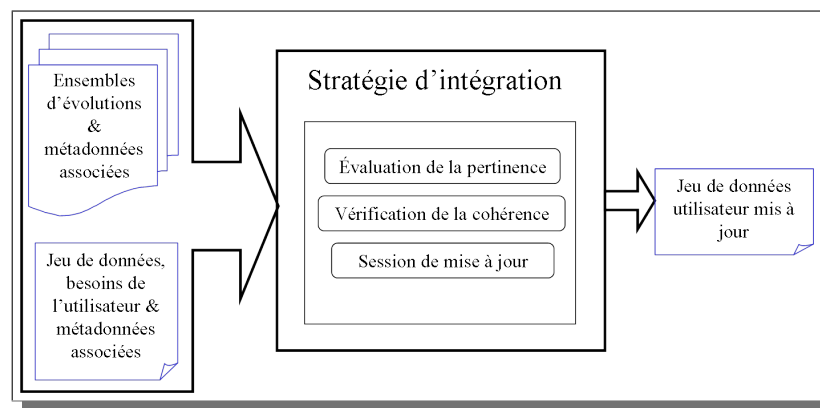 Ensembles
d'évolutions
&
métadonnées
associées
Jeu de données,
besoins de
l'utilisateur &
métadonnées
associées
Stratégie d'intégration
Évaluation de la pertinence
Vérification de la cohérence
Session de mise à jour
Jeu de données
utilisateur mis à
jour